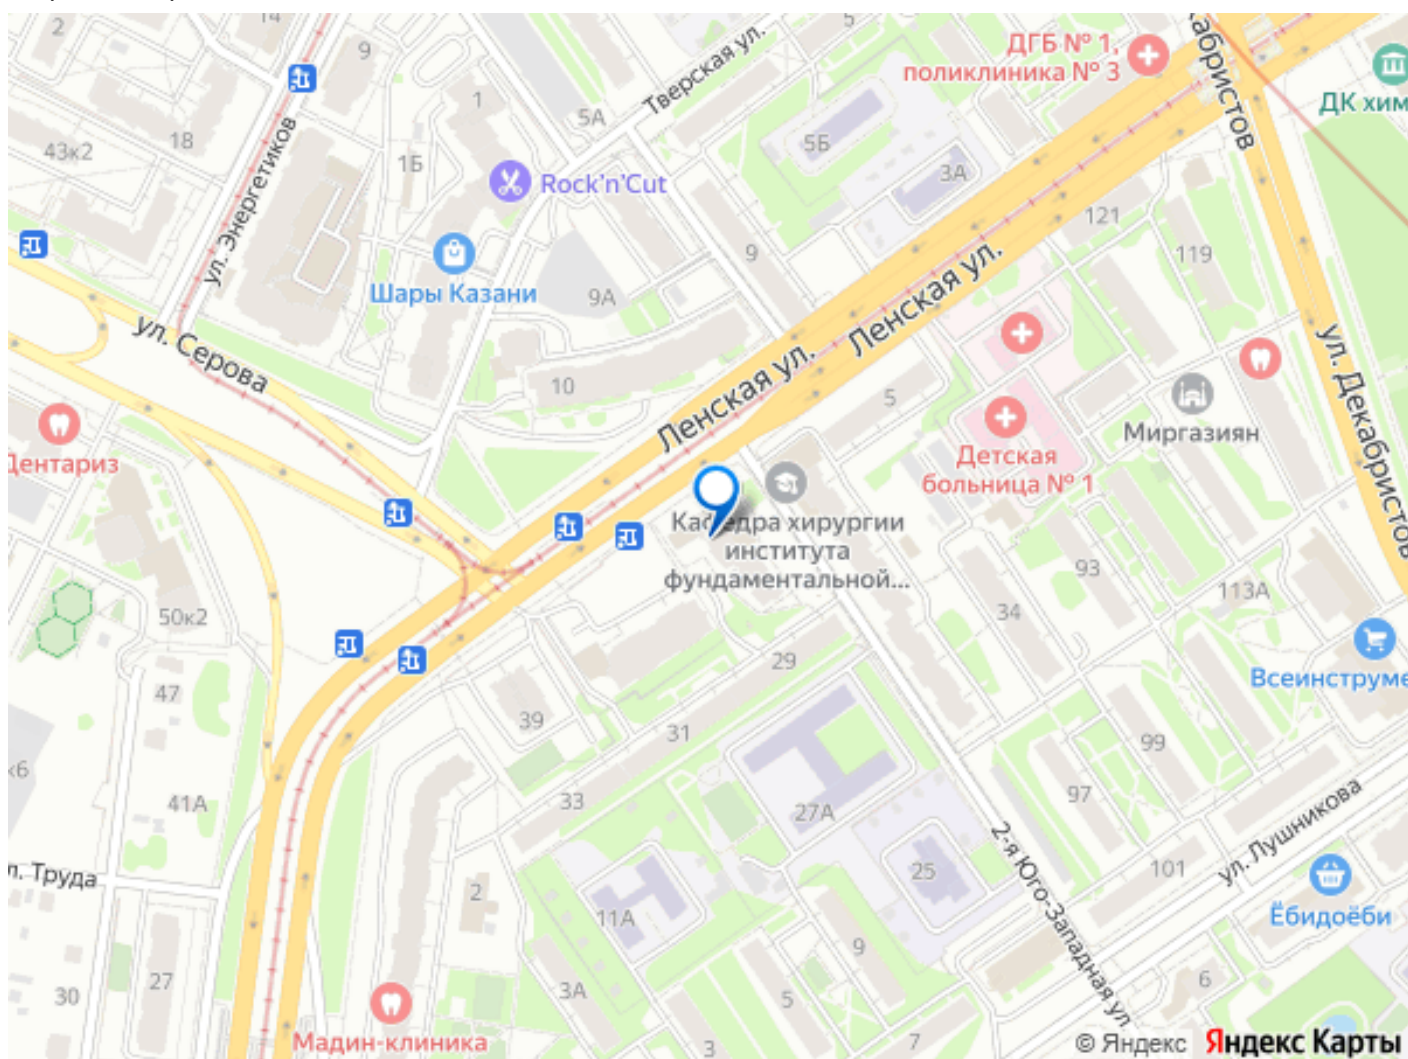 2
14
9
5
ДГБ № 1,
поликлиника № 3
кабристов
ДК хим
Тверская ул.
1
5А
18
43к2
1Б
5Б
3А
ул. Энергетиков
Rock'n'Cut
121
119
9
Шары Казани
9А
Ленская ул.
ул. Серова
10
Ленская ул.
5
ул. Декабристов
Миргазиян
Дентариз
Детская
больница № 1
Кафедра хирургии
института
фундаментальной...
93
113А
34
50к2
29
Всеинструме
47
39
31
99
к6
41А
33
27А
97
2-я Юго-Западная ул.
ул. Лушникова
л. Труда
25
101
2
11А
Ёбидоёби
9
27
30
3А
5
6
Мадин-клиника
3
7
© Яндекс Яндекс Карты